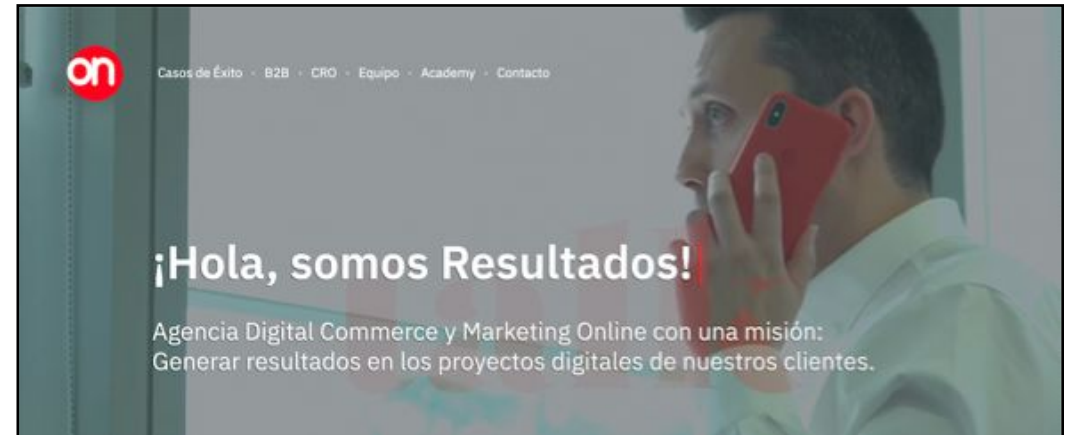 on
Casos de Éxito - B2B - CRO - Equipo - Academy - Contacto
¡Hola, somos Resultados!
talk
Agencia Digital Commerce y Marketing Online con una misión:
Generar resultados en los proyectos digitales de nuestros clientes.